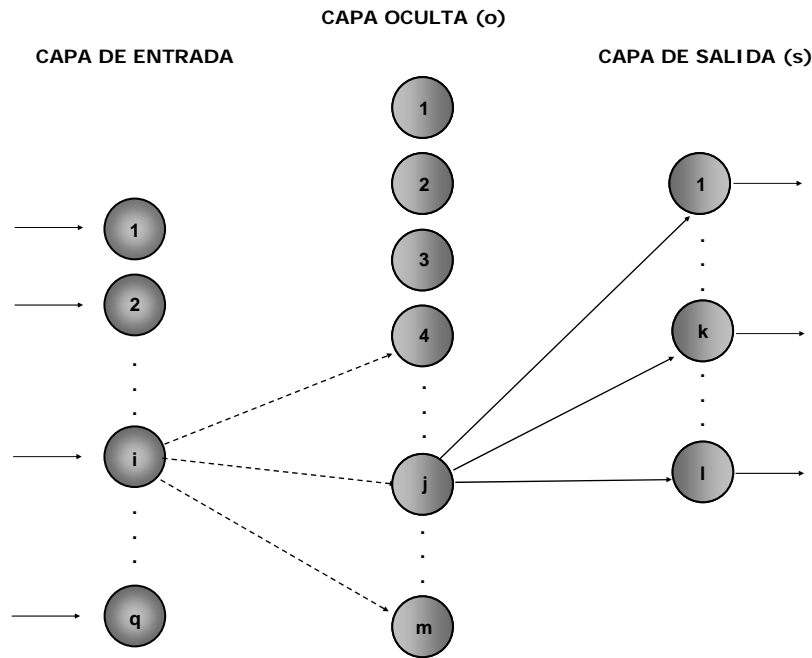 CAPA OCULTA (o)
CAPA DE ENTRADA
CAPA DE SALIDA (s)
1
2
i
q
1
2
3
4
j
m
1
k
l